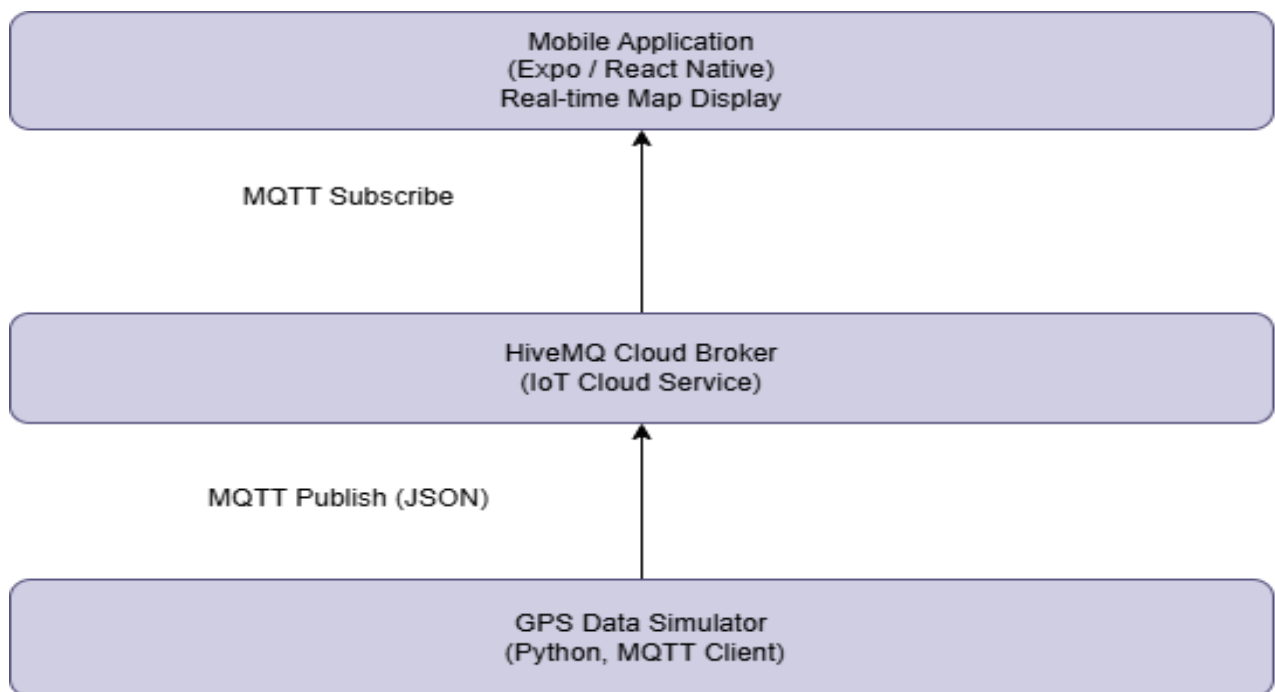 Mobile Application
(Expo / React Native)
Real-time Map Display
MQTT Subscribe
HiveMQ Cloud Broker
(IoT Cloud Service)
MQTT Publish (JSON)
GPS Data Simulator
(Python, MQTT Client)